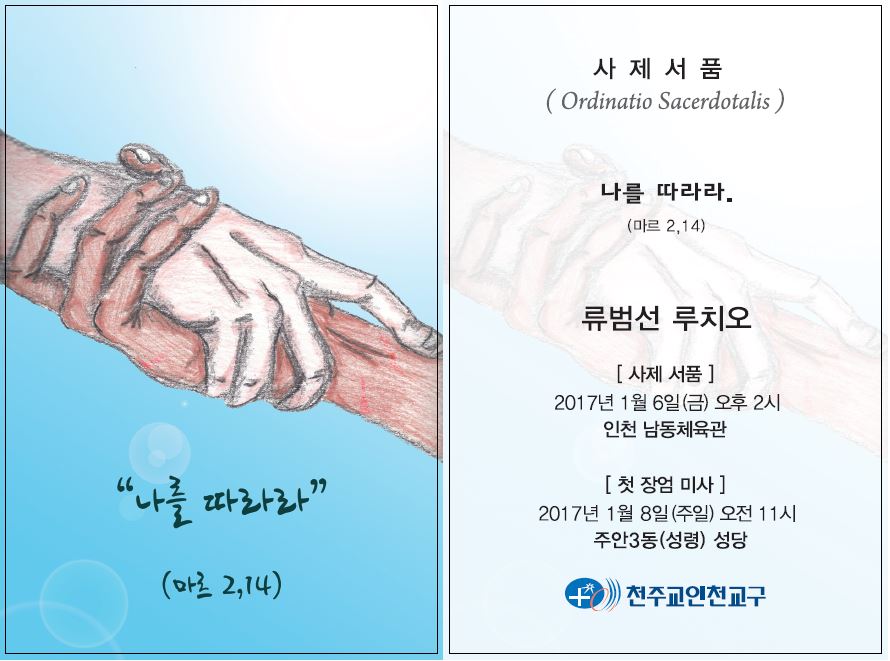 “나를 따라라”
(마르 2,14)
사 제 서 품
( Ordinatio Sacerdotalis )
나를 따라라.
(마르 2,14)
류범선 루치오
[ 사제 서품 ]
2017년 1월 6일(금) 오후 2시
인천 남동체육관
[ 첫 장엄 미사 ]
2017년 1월 8일(주일) 오전 11시
주안3동(성령) 성당
천주교인천교구